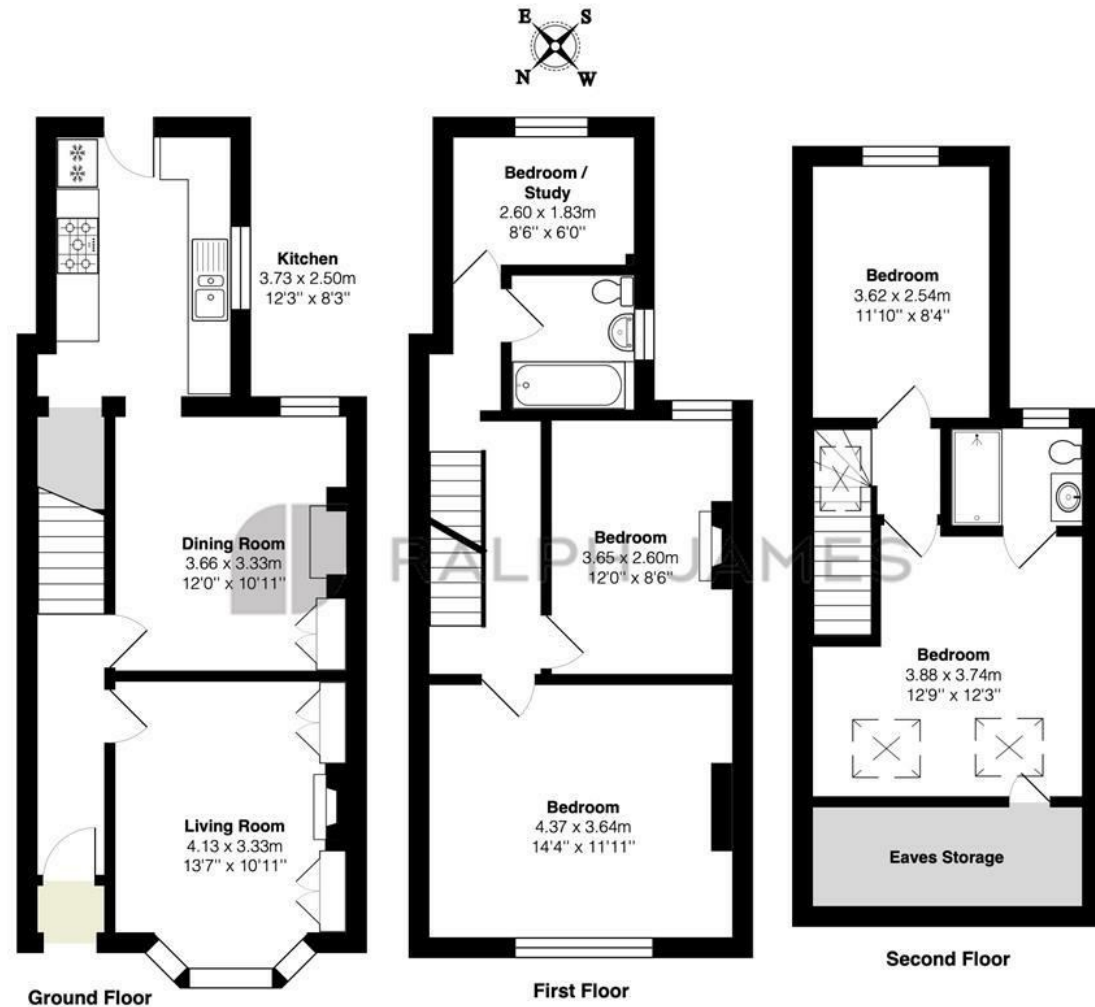 E S
N W
Kitchen
3.73 x 2.50m
12'3'' x 8'3''
Dining Room
3.66 x 3.33m
12'0'' x 10'11''
Living Room
4.13 x 3.33m
13'7'' x 10'11''
Ground Floor
Bedroom /
Study
2.60 x 1.83m
8'6'' x 6'0''
Bedroom
3.65 x 2.60m
12'0'' x 8'6''
Bedroom
4.37 x 3.64m
14'4'' x 11'11''
First Floor
Bedroom
3.62 x 2.54m
11'10'' x 8'4''
Bedroom
3.88 x 3.74m
12'9'' x 12'3''
Eaves Storage
Second Floor
RALPH JAMES